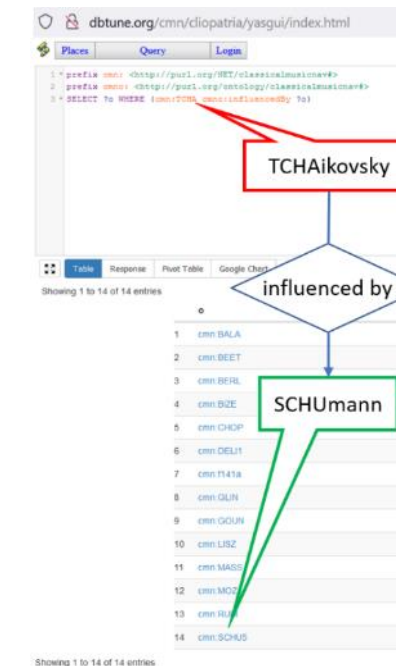 dbtune.org/cmn/cliopatria/yasgui/index.html
Places Query Login
1 prefix cmn: <http://purl.org/NET/classicalmusicnav#>
2 prefix cmno: <http://purl.org/ontology/classicalmusicnav#>
3 SELECT ?o WHERE {cmn:TCHA cmno:influencedBy ?o}
TCHAikovsky
Table Response Pivot Table Google Chart
Showing 1 to 14 of 14 entries
influenced by
o
1 cmn:BALA
2 cmn:BEET
3 cmn:BERL
4 cmn:BIZE
SCHUmann
5 cmn:CHOP
6 cmn:DELI1
7 cmn:f141a
8 cmn:GLIN
9 cmn:GOUN
10 cmn:LISZ
11 cmn:MASS
12 cmn:MOZ
13
14 cmn:SCHU5
Showing 1 to 14 of 14 entries